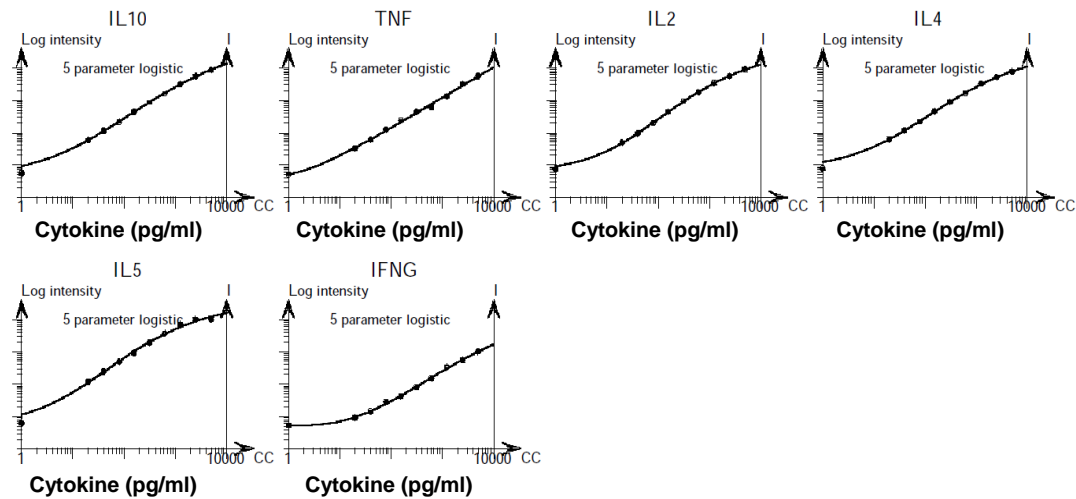 IL10 TNF IL2 IL4
Log intensity I Log intensity I Log intensity I Log intensity I
5 parameter logistic 5 parameter logistic 5 parameter logistic 5 parameter logistic
1 10000 CC 1 10000 CC 1 10000 CC 1 10000 CC
Cytokine (pg/ml) Cytokine (pg/ml) Cytokine (pg/ml) Cytokine (pg/ml)
IL5 IFNG
Log intensity I Log intensity I
5 parameter logistic 5 parameter logistic
1 10000 CC 1 10000 CC
Cytokine (pg/ml) Cytokine (pg/ml)